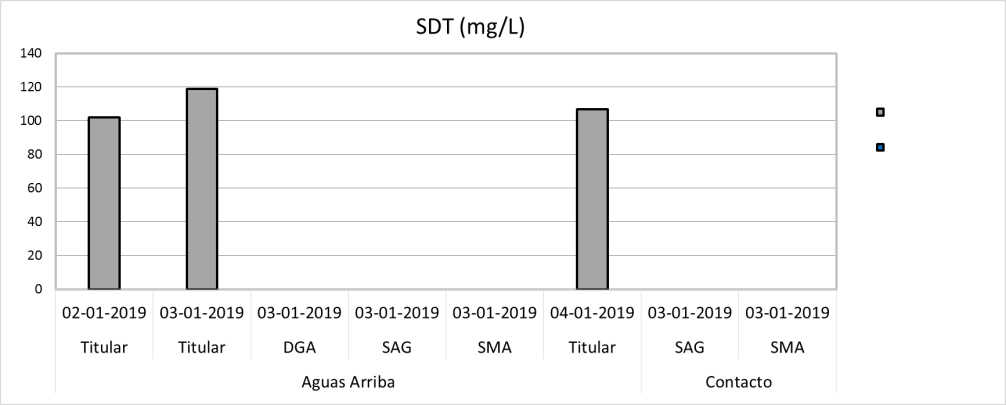 SDT (mg/L)
140
120
100
80
60
40
20
0
02-01-2019 03-01-2019 03-01-2019 03-01-2019 03-01-2019 04-01-2019 03-01-2019 03-01-2019
Titular Titular DGA SAG SMA Titular SAG SMA
Aguas Arriba Contacto